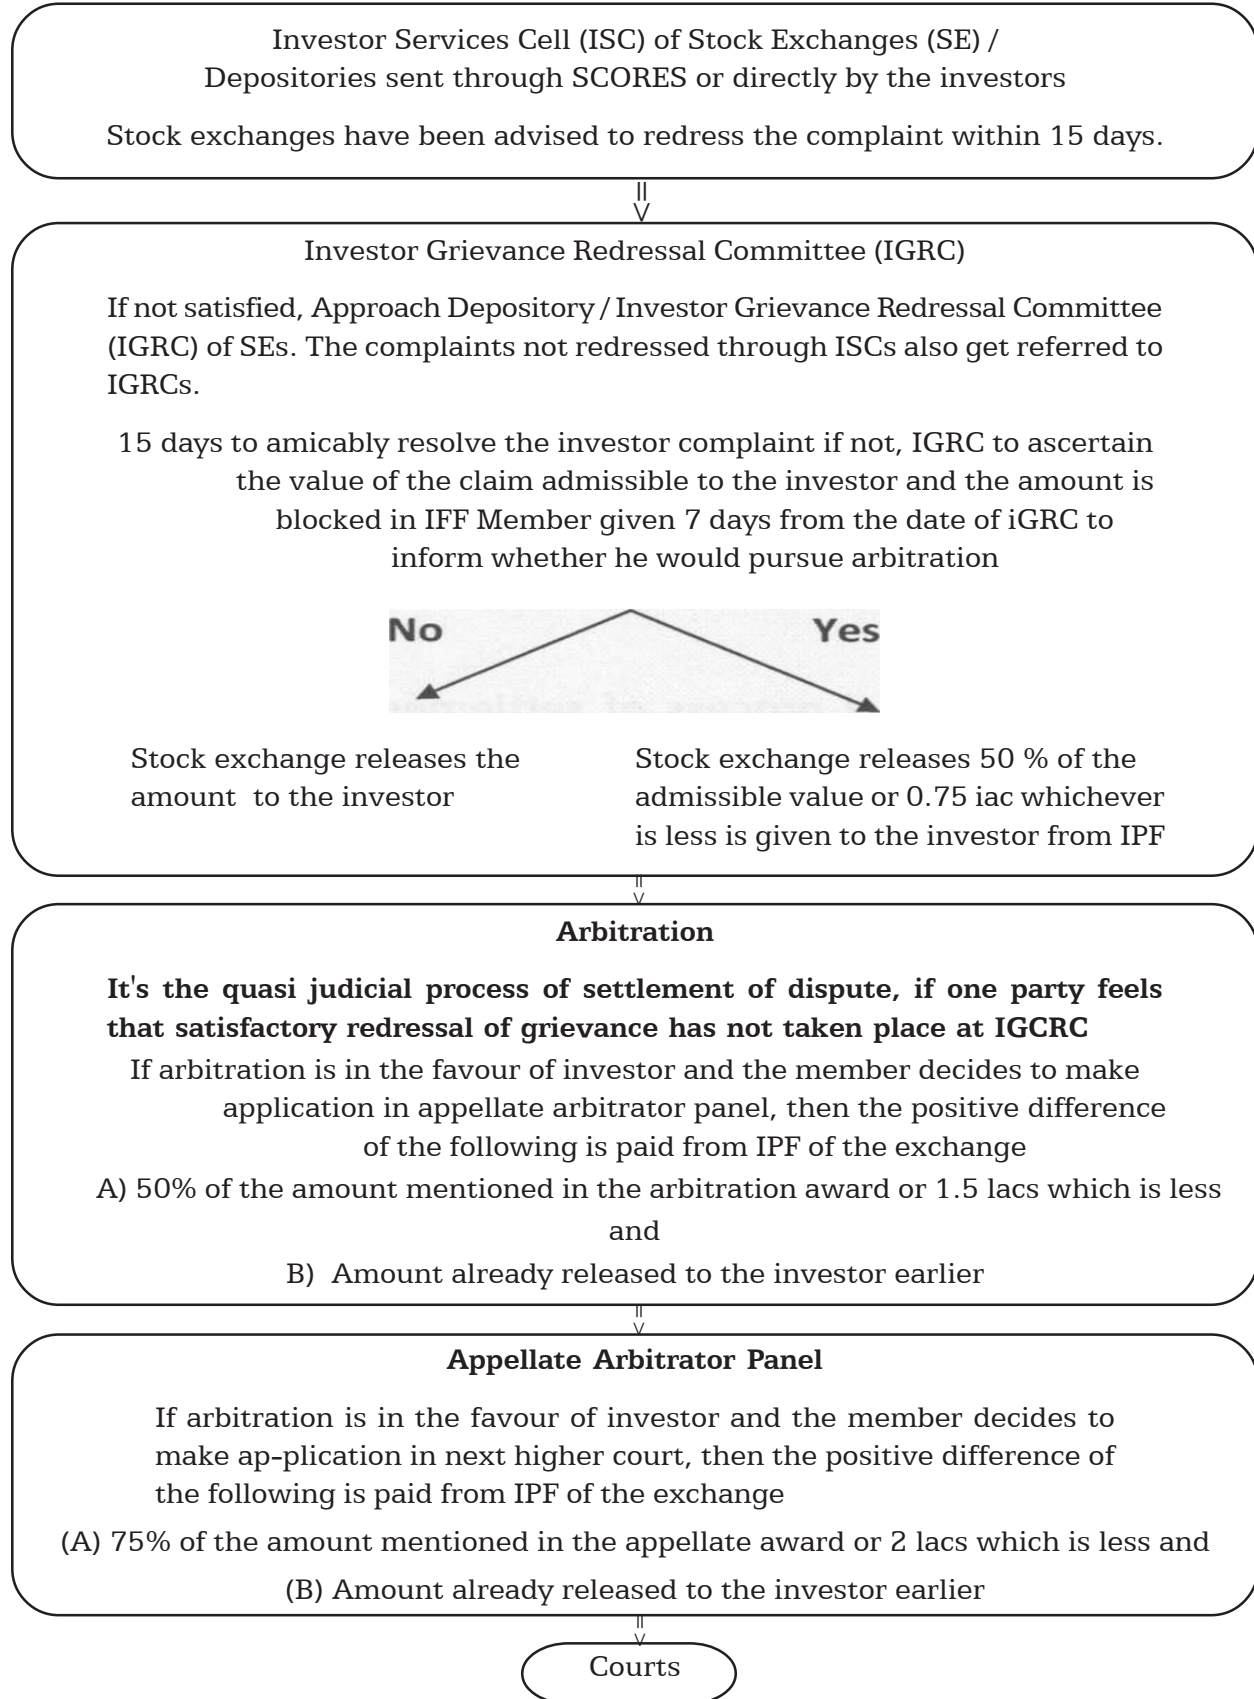 Investor Services Cell (ISC) of Stock Exchanges (SE) /
Depositories sent through SCORES or directly by the investors
Stock exchanges have been advised to redress the complaint within 15 days.
Investor Grievance Redressal Committee (IGRC)
If not satisfied, Approach Depository / Investor Grievance Redressal Committee
(IGRC) of SEs. The complaints not redressed through ISCs also get referred to
IGRCs.
15 days to amicably resolve the investor complaint if not, IGRC to ascertain
the value of the claim admissible to the investor and the amount is
blocked in IFF Member given 7 days from the date of iGRC to
inform whether he would pursue arbitration
No Yes
Stock exchange releases the
amount to the investor
Stock exchange releases 50 % of the
admissible value or 0.75 iac whichever
is less is given to the investor from IPF
Arbitration
It's the quasi judicial process of settlement of dispute, if one party feels
that satisfactory redressal of grievance has not taken place at IGCRC
If arbitration is in the favour of investor and the member decides to make
application in appellate arbitrator panel, then the positive difference
of the following is paid from IPF of the exchange
A) 50% of the amount mentioned in the arbitration award or 1.5 lacs which is less
and
B) Amount already released to the investor earlier
Appellate Arbitrator Panel
If arbitration is in the favour of investor and the member decides to
make ap-plication in next higher court, then the positive difference of
the following is paid from IPF of the exchange
(A) 75% of the amount mentioned in the appellate award or 2 lacs which is less and
(B) Amount already released to the investor earlier
Courts